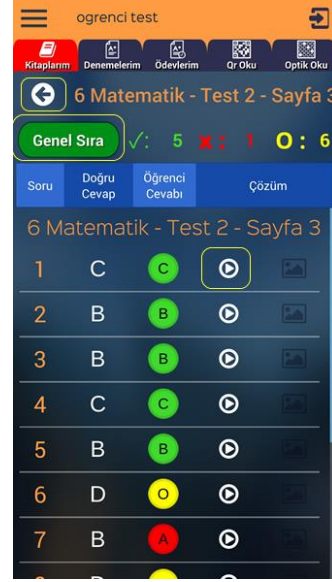 ogrenci test
Kitaplarım Denemelerim Ödevlerim Qr Oku Optik Oku
6 Matematik - Test 2 - Sayfa 3
Genel Sıra ✓: 5 ×: 1 O: 6
Soru Doğru Cevap Öğrenci Cevabı Çözüm
6 Matematik - Test 2 - Sayfa 3
1 C C
2 B B
3 B B
4 C C
5 B B
6 D O
7 B A